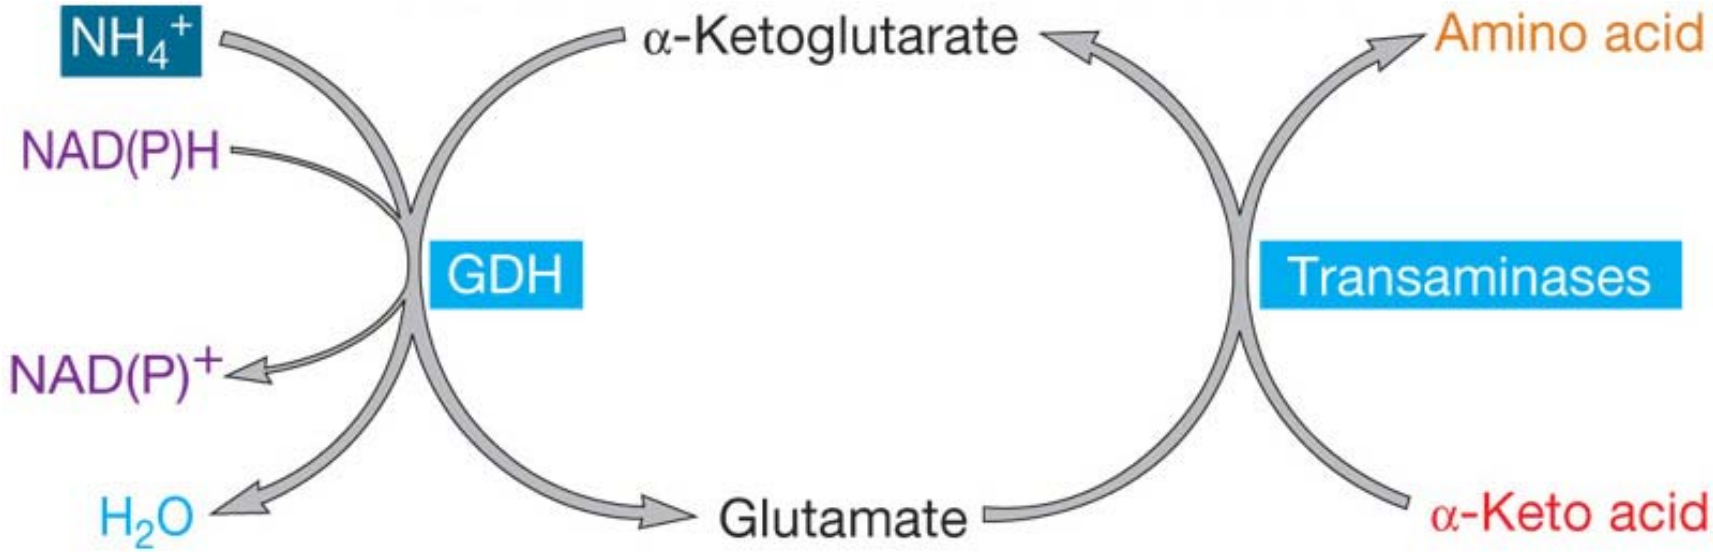 NH₄⁺
α-Ketoglutarate
Amino acid
NAD(P)H
GDH
Transaminases
NAD(P)⁺
H₂O
Glutamate
α-Keto acid